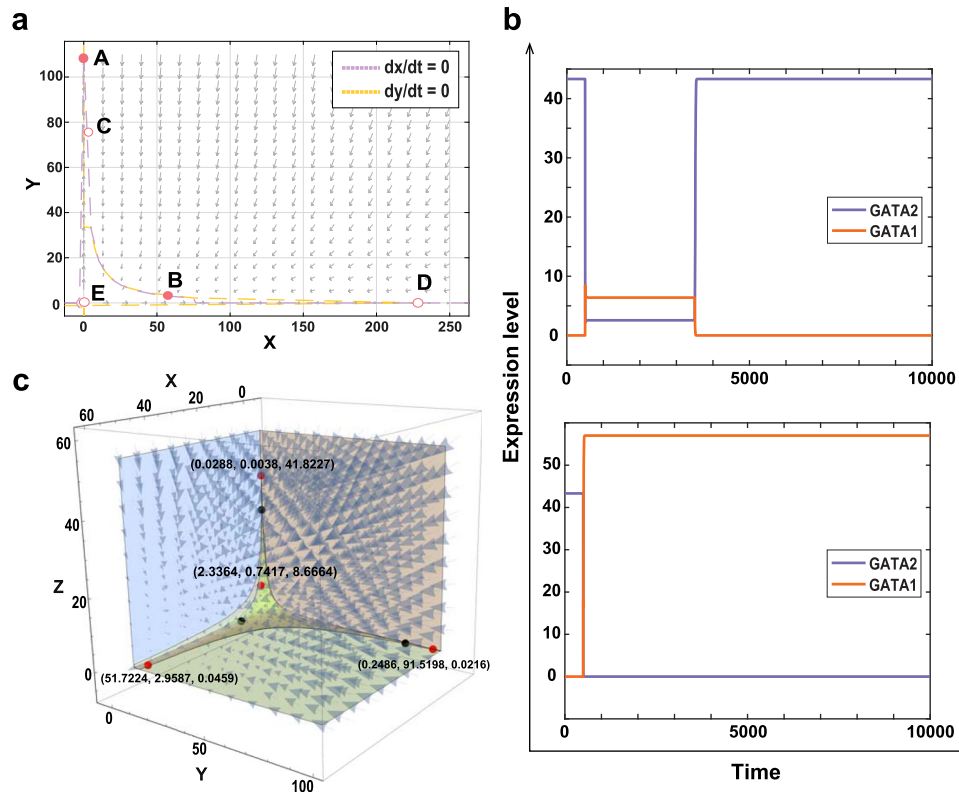 a
A
C
B
D
E
dx/dt = 0
dy/dt = 0
Y
100
80
60
40
20
0
0
50
100
150
200
250
X
b
40
30
20
10
0
GATA2
GATA1
0
5000
10000
Expression level
50
40
30
20
10
0
GATA2
GATA1
0
5000
10000
Time
c
X
60
40
20
0
60
40
Z
20
0
(0.0288, 0.0038, 41.8227)
(2.3364, 0.7417, 8.6664)
(0.2486, 91.5198, 0.0216)
(51.7224, 2.9587, 0.0459)
0
50
Y
100